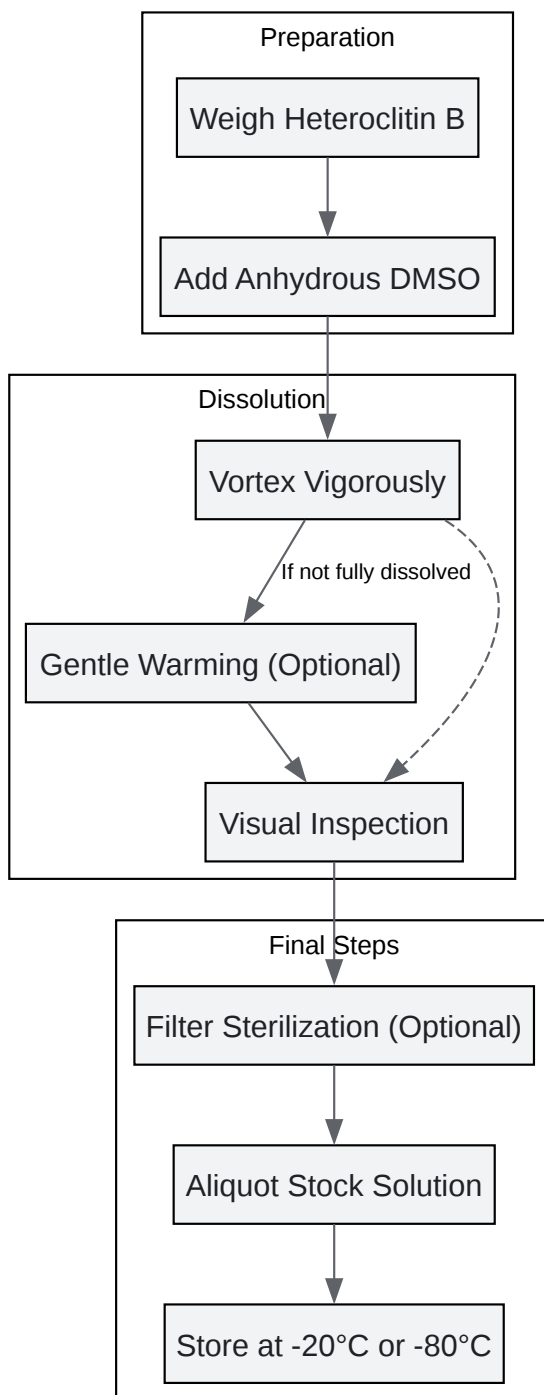 Preparation
Weigh Heteroclitin B
Add Anhydrous DMSO
Dissolution
Vortex Vigorously
If not fully dissolved
Gentle Warming (Optional)
Visual Inspection
Final Steps
Filter Sterilization (Optional)
Aliquot Stock Solution
Store at -20°C or -80°C